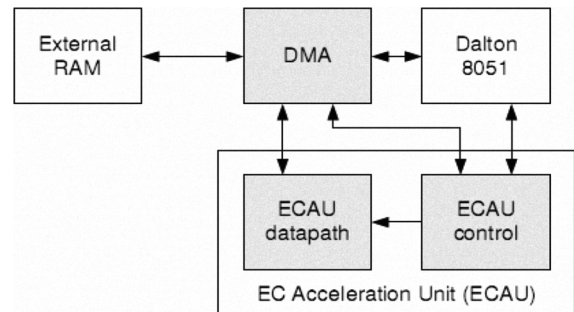 External
RAM
DMA
Dalton
8051
ECAU
datapath
ECAU
control
EC Acceleration Unit (ECAU)